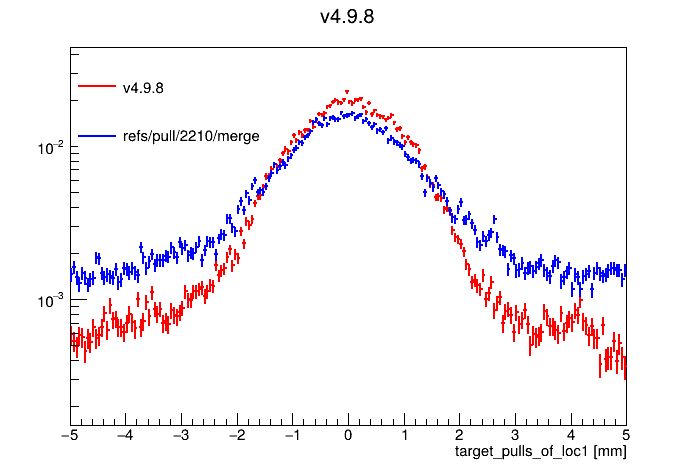 v4.9.8
v4.9.8
refs/pull/2210/merge
10⁻²
10⁻³
−5 −4 −3 −2 −1 0 1 2 3 4 5
target_pulls_of_loc1 [mm]